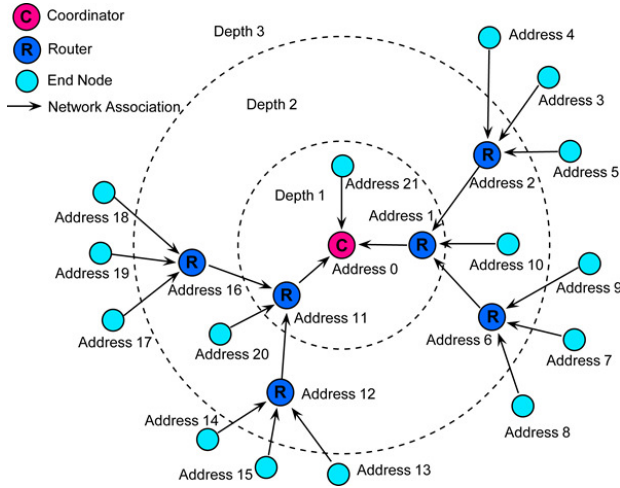 C Coordinator
R Router
End Node
Network Association
Depth 3
Depth 2
Depth 1
Address 4
Address 3
R
Address 2
Address 5
Address 21
Address 1
C
R
Address 0
Address 10
Address 18
Address 19
R
Address 16
Address 17
R
Address 11
Address 20
Address 9
R
Address 6
Address 7
Address 8
R
Address 12
Address 14
Address 15
Address 13